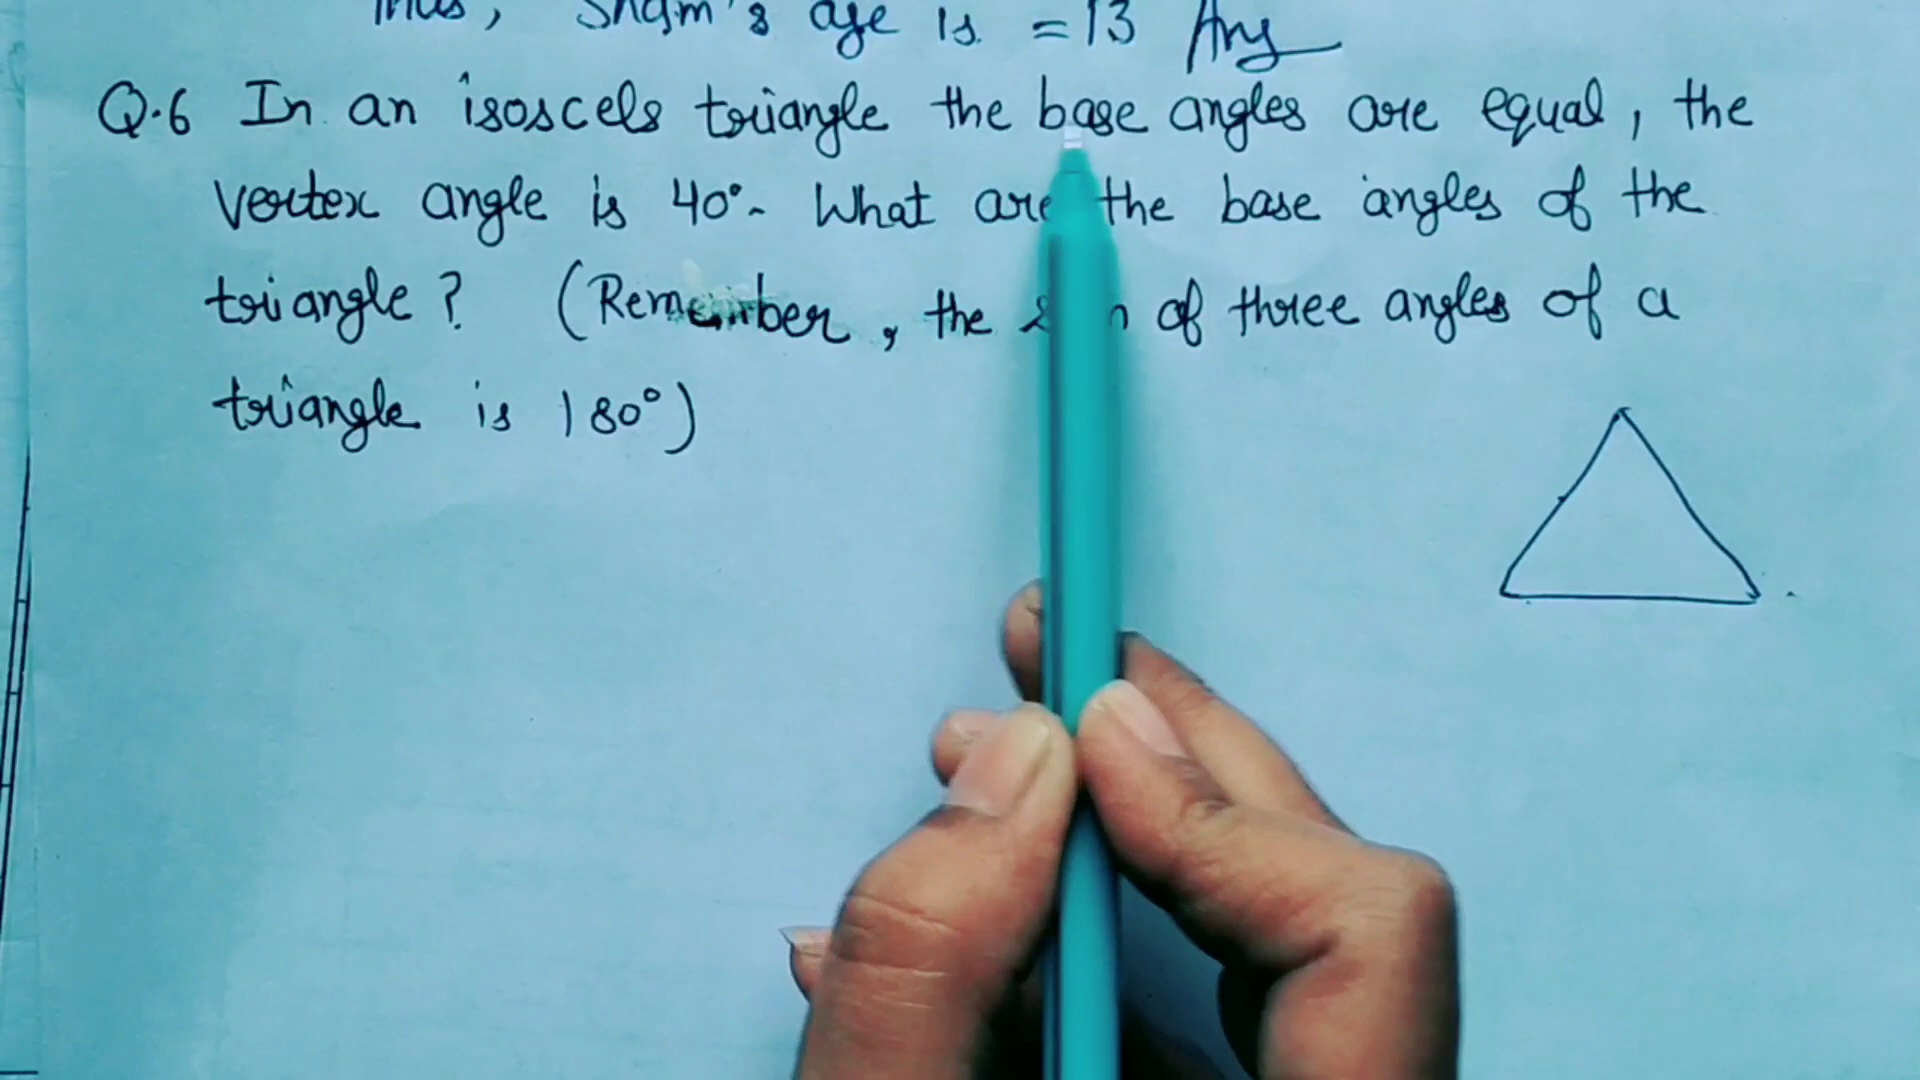 Thus, Sham's age is = 13 Ans
Q.6 In an isoscels triangle the base angles are equal, the
vertex angle is 40°. What are the base angles of the
triangle? (Remember, the of three angles of a
triangle is 180°)